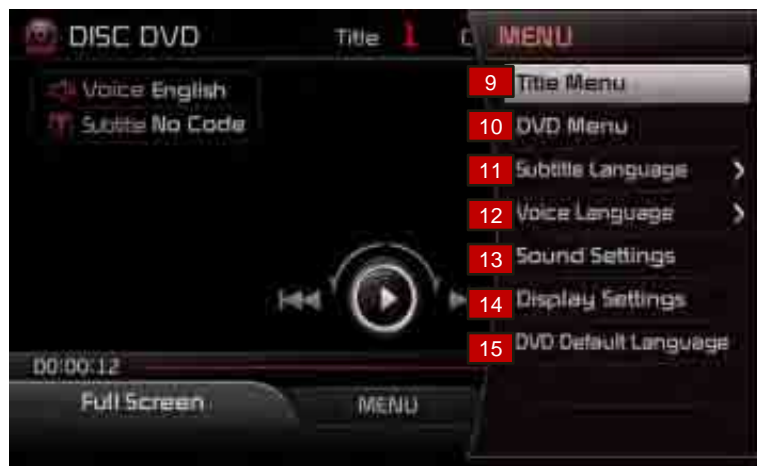 DISC DVD
Title 1
MENU
Voice English
Subtitle No Code
9 Title Menu
10 DVD Menu
11 Subtitle Language
12 Voice Language
13 Sound Settings
14 Display Settings
15 DVD Default Language
00:00:12
Full Screen
MENU